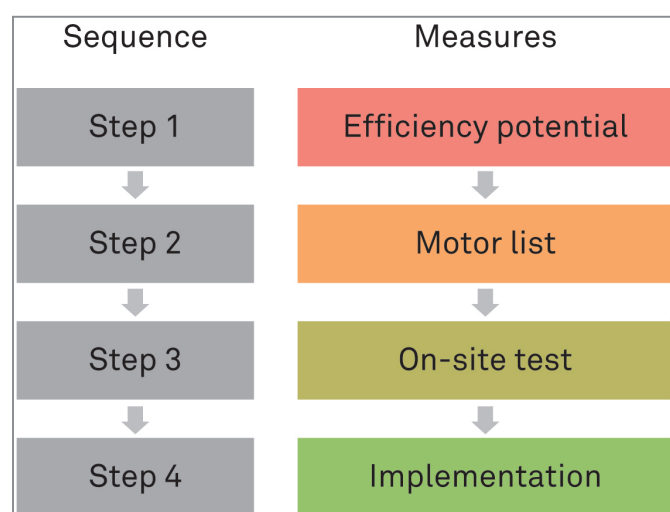 Sequence Measures
Step 1 Efficiency potential
Step 2 Motor list
Step 3 On-site test
Step 4 Implementation